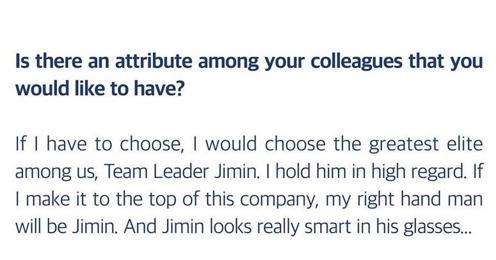 Is there an attribute among your colleagues that you
would like to have?
If I have to choose, I would choose the greatest elite
among us, Team Leader Jimin. I hold him in high regard. If
I make it to the top of this company, my right hand man
will be Jimin. And Jimin looks really smart in his glasses...